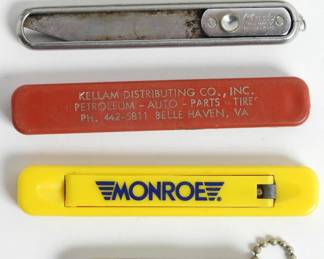 KELLAM DISTRIBUTING CO., INC.
PETROLEUM - AUTO - PARTS - TIRE
PH. 442-5811 BELLE HAVEN, VA
MONROE